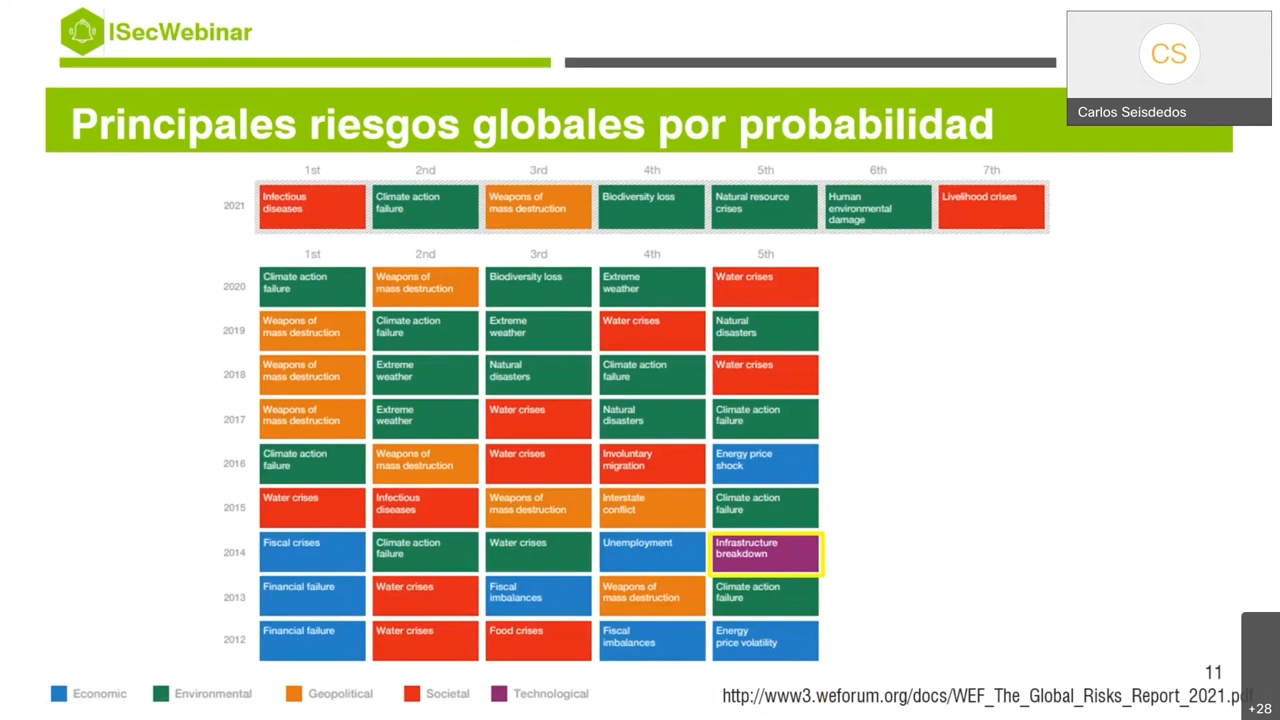 ISecWebinar
CS
Carlos Seisdedos
Principales riesgos globales por probabilidad
1st 2nd 3rd 4th 5th 6th 7th
2021
Infectious
diseases
Climate action
failure
Weapons of
mass destruction
Biodiversity loss
Natural resource
crises
Human
environmental
damage
Livelihood crises
1st 2nd 3rd 4th 5th
2020
Climate action
failure
Weapons of
mass destruction
Biodiversity loss
Extreme
weather
Water crises
2019
Weapons of
mass destruction
Climate action
failure
Extreme
weather
Water crises
Natural
disasters
2018
Weapons of
mass destruction
Extreme
weather
Natural
disasters
Climate action
failure
Water crises
2017
Weapons of
mass destruction
Extreme
weather
Water crises
Natural
disasters
Climate action
failure
2016
Climate action
failure
Weapons of
mass destruction
Water crises
Involuntary
migration
Energy price
shock
2015
Water crises
Infectious
diseases
Weapons of
mass destruction
Interstate
conflict
Climate action
failure
2014
Fiscal crises
Climate action
failure
Water crises
Unemployment
Infrastructure
breakdown
2013
Financial failure
Water crises
Fiscal
imbalances
Weapons of
mass destruction
Climate action
failure
2012
Financial failure
Water crises
Food crises
Fiscal
imbalances
Energy
price volatility
Economic Environmental Geopolitical Societal Technological
11
http://www3.weforum.org/docs/WEF_The_Global_Risks_Report_2021.pdf
+28